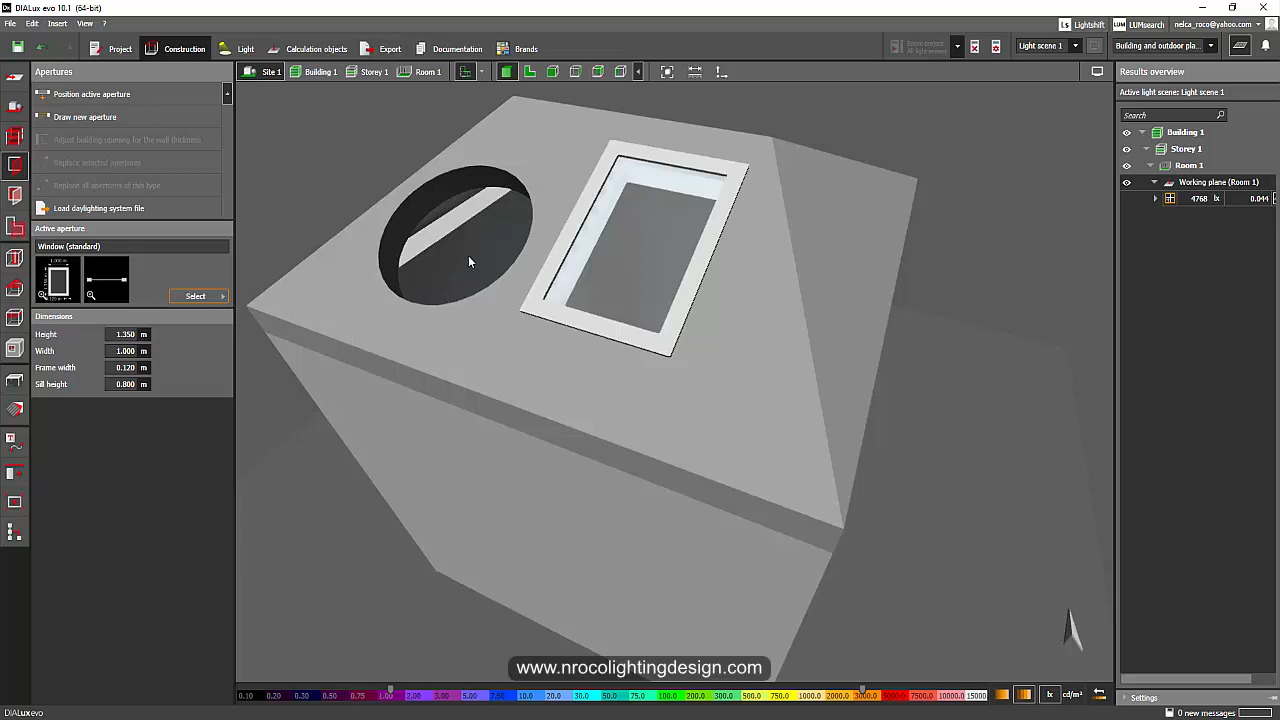 DIALux evo 10.1 (64-bit)
File Edit Insert View ?
Ls Lightshift LUM LUMsearch nelca_roco@yahoo.com
Project Construction Light Calculation objects Export Documentation Brands Light scene 1 Building and outdoor pla...
Apertures
Site 1 Building 1 Storey 1 Room 1
Results overview
Position active aperture
Active light scene: Light scene 1
Draw new aperture
Search
Adjust building opening for the wall thickness
Building 1
Replace selected apertures
Storey 1
Replace all apertures of this type
Room 1
Load daylighting system file
Working plane (Room 1)
4768 lx 0.044
Active aperture
Window (standard)
Select
Dimensions
Height 1.350 m
Width 1.000 m
Frame width 0.120 m
Sill height 0.800 m
www.nrocolightingdesign.com
0.10 0.20 0.30 0.50 0.75 1.00 2.00 3.00 5.00 7.50 10.0 20.0 30.0 50.0 75.0 100.0 200.0 300.0 500.0 750.0 1000.0 2000.0 3000.0 5000.0 7500.0 10000.0 15000 lx cd/m²
Settings
DIALuxevo
0 new messages